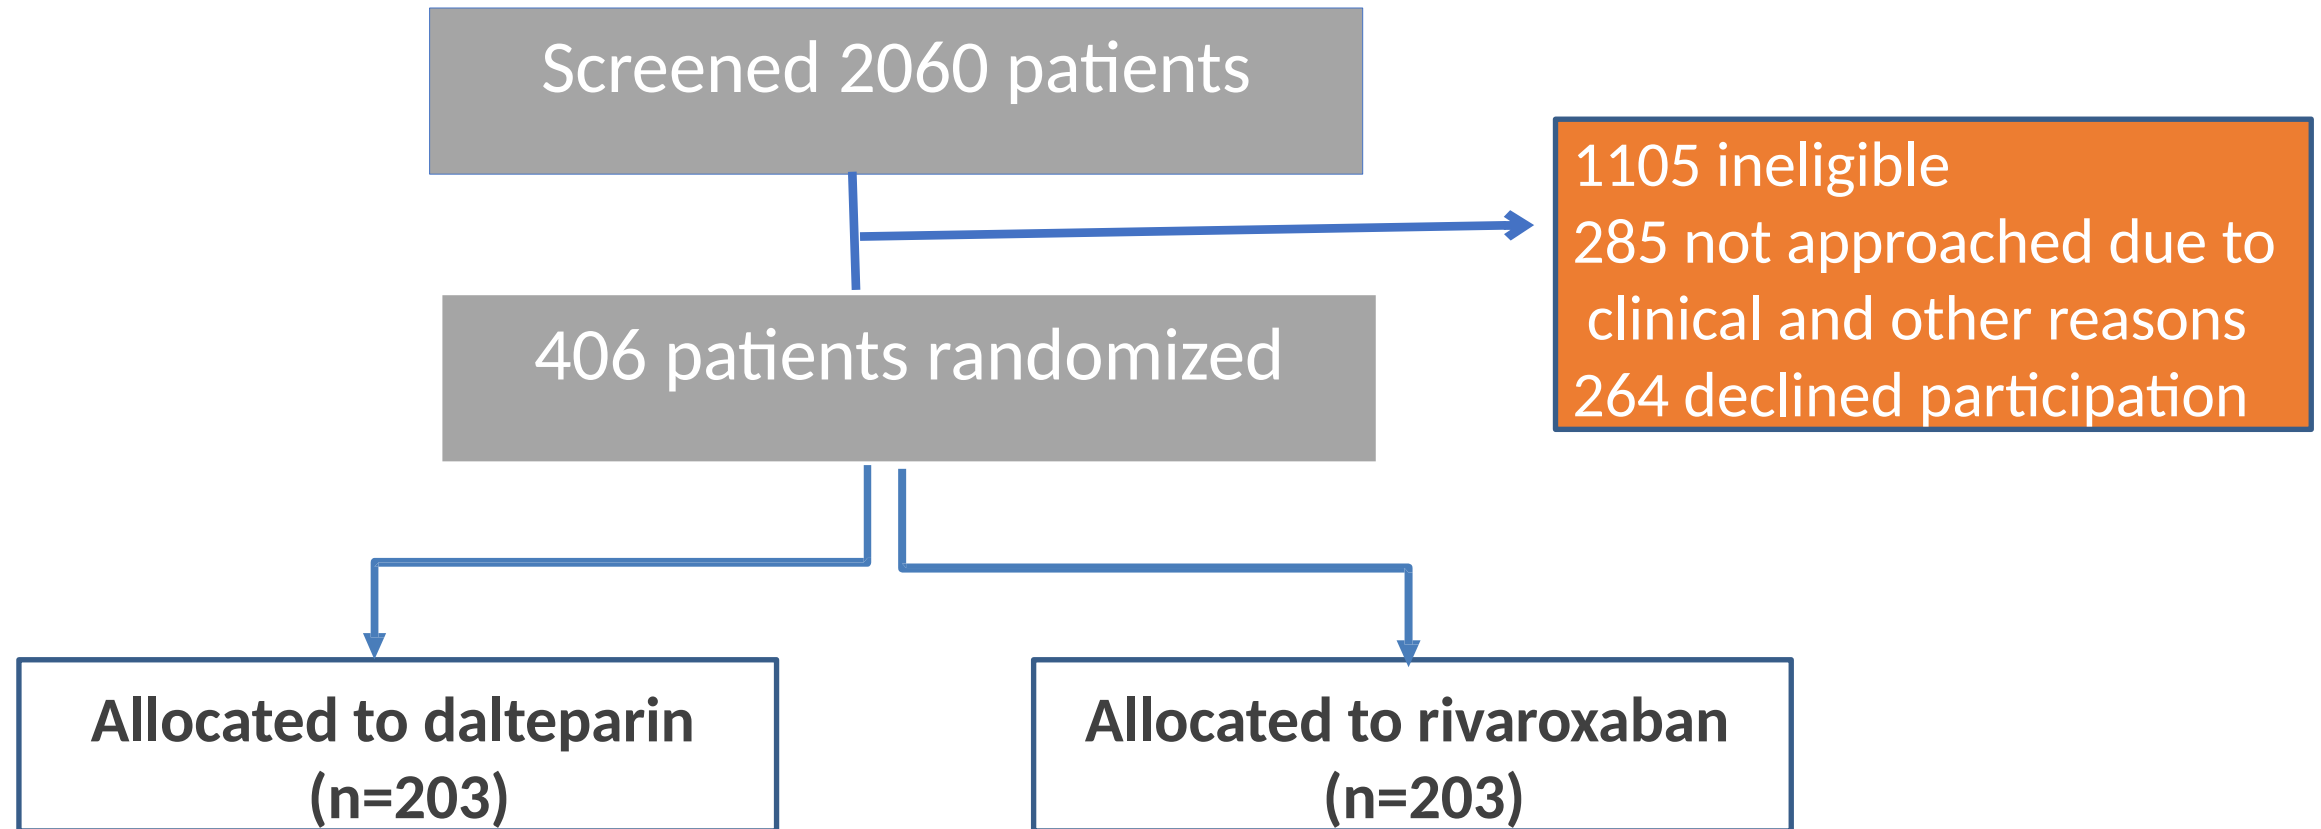 Screened 2060 patients
1105 ineligible
285 not approached due to
clinical and other reasons
264 declined participation
406 patients randomized
Allocated to dalteparin
(n=203)
Allocated to rivaroxaban
(n=203)